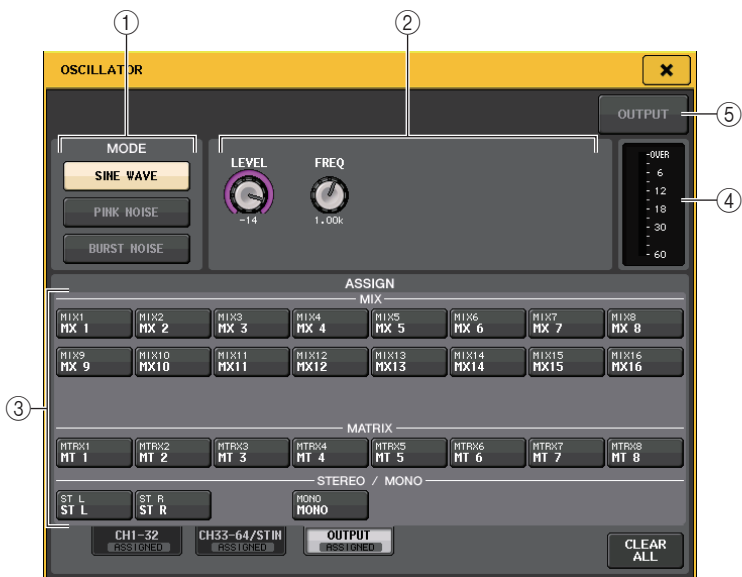 ① ②
OSCILLATOR
OUTPUT ⑤
MODE
SINE WAVE
PINK NOISE
BURST NOISE
LEVEL FREQ
-14 1.00k
-OVER
- 6
- 12
- 18
- 30
- 60
④
ASSIGN
MIX
MIX1 MIX2 MIX3 MIX4 MIX5 MIX6 MIX7 MIX8
MX 1 MX 2 MX 3 MX 4 MX 5 MX 6 MX 7 MX 8
MIX9 MIX10 MIX11 MIX12 MIX13 MIX14 MIX15 MIX16
MX 9 MX10 MX11 MX12 MX13 MX14 MX15 MX16
③
MATRIX
MTRX1 MTRX2 MTRX3 MTRX4 MTRX5 MTRX6 MTRX7 MTRX8
MT 1 MT 2 MT 3 MT 4 MT 5 MT 6 MT 7 MT 8
STEREO / MONO
ST L ST R MONO
ST L ST R MONO
CH1-32 CH33-64/STIN OUTPUT
ASSIGNED ASSIGNED ASSIGNED
CLEAR
ALL